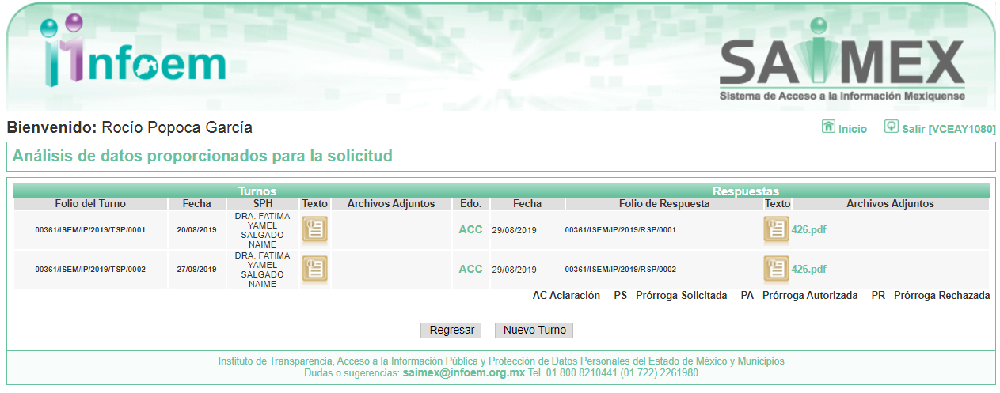 infoem
SAIMEX
Sistema de Acceso a la Información Mexiquense
Bienvenido: Rocío Popoca García
Inicio Salir [VCEAY1080]
Análisis de datos proporcionados para la solicitud
Turnos Respuestas
Folio del Turno Fecha SPH Texto Archivos Adjuntos Edo. Fecha Folio de Respuesta Texto Archivos Adjuntos
00361/ISEM/IP/2019/TSP/0001 20/08/2019 DRA. FATIMA YAMEL SALGADO NAIME ACC 29/08/2019 00361/ISEM/IP/2019/RSP/0001 426.pdf
00361/ISEM/IP/2019/TSP/0002 27/08/2019 DRA. FATIMA YAMEL SALGADO NAIME ACC 29/08/2019 00361/ISEM/IP/2019/RSP/0002 426.pdf
AC Aclaración PS - Prórroga Solicitada PA - Prórroga Autorizada PR - Prórroga Rechazada
Regresar Nuevo Turno
Instituto de Transparencia, Acceso a la Información Pública y Protección de Datos Personales del Estado de México y Municipios
Dudas o sugerencias: saimex@infoem.org.mx Tel. 01 800 8210441 (01 722) 2261980